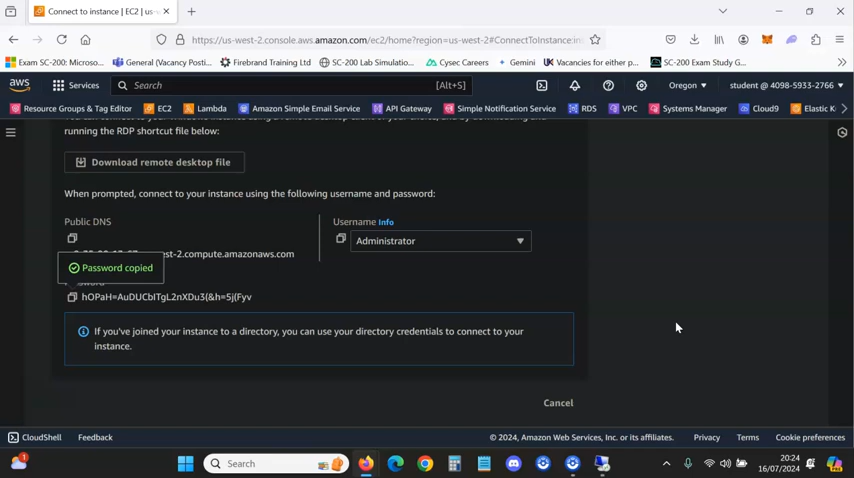 Connect to instance | EC2 | us-w
https://us-west-2.console.aws.amazon.com/ec2/home?region=us-west-2#ConnectToInstance:in
Exam SC-200: Microso...
General (Vacancy Posti...
Firebrand Training Ltd
SC-200 Lab Simulatio...
Cysec Careers
Gemini
Vacancies for either p...
SC-200 Exam Study G...
aws
Services
Search
[Alt+S]
Oregon
student @ 4098-5933-2766
Resource Groups & Tag Editor
EC2
Lambda
Amazon Simple Email Service
API Gateway
Simple Notification Service
RDS
VPC
Systems Manager
Cloud9
Elastic K
running the RDP shortcut file below:
Download remote desktop file
When prompted, connect to your instance using the following username and password:
Public DNS
Username Info
Administrator
est-2.compute.amazonaws.com
Password copied
hOPaH=AuDUCbITgL2nXDu3(&h=5j(Fyv
If you've joined your instance to a directory, you can use your directory credentials to connect to your
instance.
Cancel
CloudShell
Feedback
© 2024, Amazon Web Services, Inc. or its affiliates.
Privacy
Terms
Cookie preferences
1
Search
20:24
16/07/2024